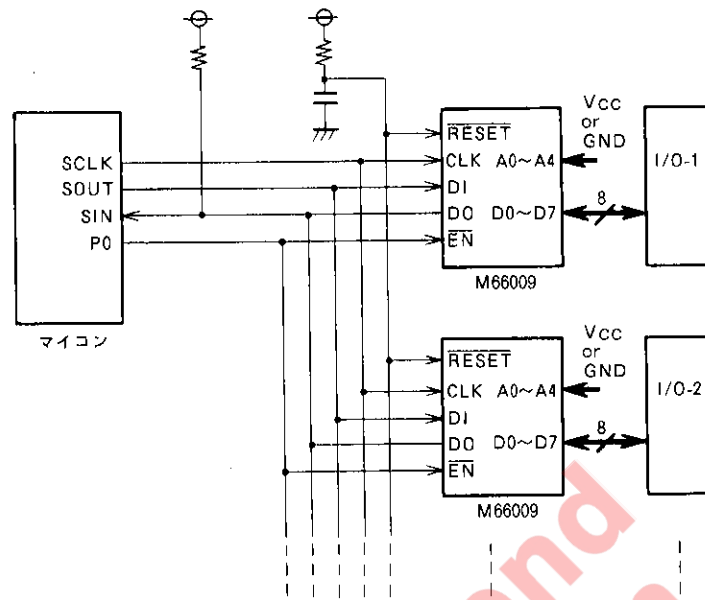 SCLK
SOUT
SIN
P0
マイコン
RESET
CLK A0~A4
DI
DO D0~D7
EN
M66009
VCC
or
GND
8
I/O-1
RESET
CLK A0~A4
DI
DO D0~D7
EN
M66009
VCC
or
GND
8
I/O-2
end